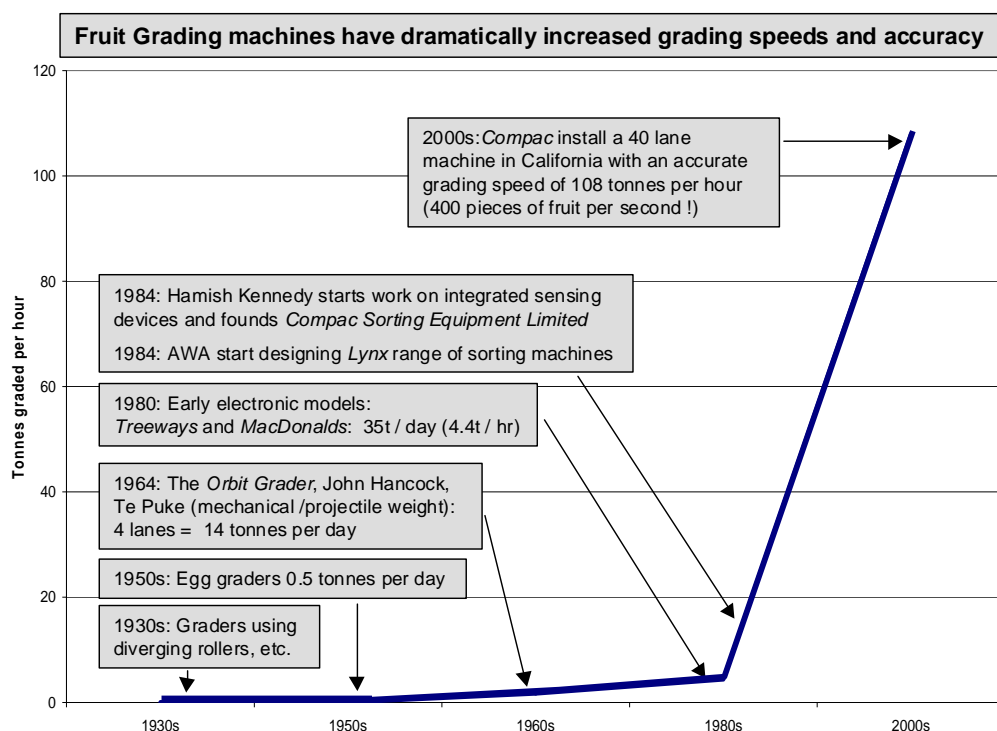 Fruit Grading machines have dramatically increased grading speeds and accuracy
120
100
80
60
40
20
0
Tonnes graded per hour
2000s: Compac install a 40 lane
machine in California with an accurate
grading speed of 108 tonnes per hour
(400 pieces of fruit per second !)
1984: Hamish Kennedy starts work on integrated sensing
devices and founds Compac Sorting Equipment Limited
1984: AWA start designing Lynx range of sorting machines
1980: Early electronic models:
Treeways and MacDonalds: 35t / day (4.4t / hr)
1964: The Orbit Grader, John Hancock,
Te Puke (mechanical /projectile weight):
4 lanes = 14 tonnes per day
1950s: Egg graders 0.5 tonnes per day
1930s: Graders using
diverging rollers, etc.
1930s
1950s
1960s
1980s
2000s